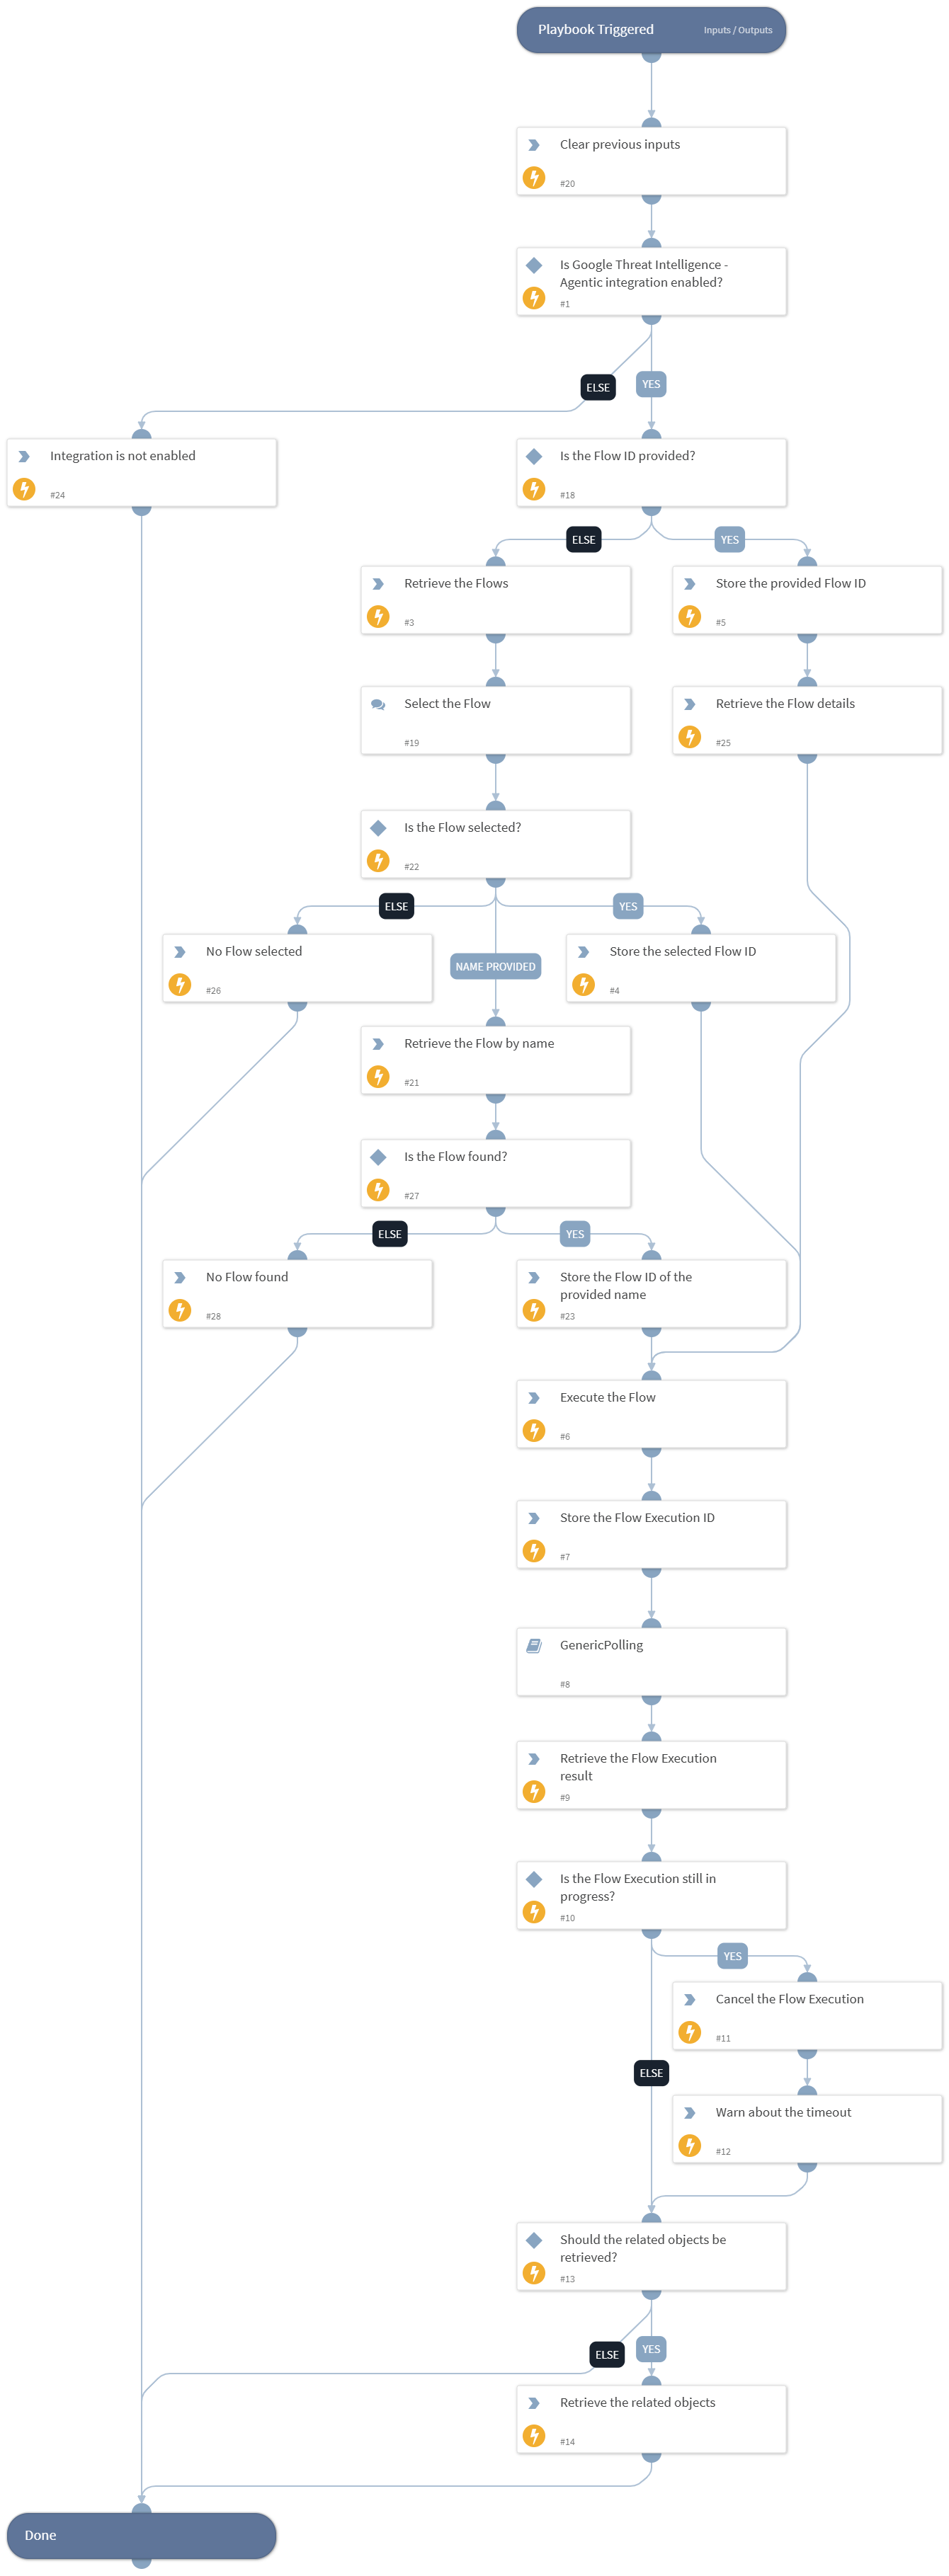 Playbook Triggered
Inputs / Outputs
Clear previous inputs
#20
Is Google Threat Intelligence -
Agentic integration enabled?
#1
ELSE
YES
Integration is not enabled
#24
Is the Flow ID provided?
#18
ELSE
YES
Retrieve the Flows
#3
Store the provided Flow ID
#5
Select the Flow
#19
Retrieve the Flow details
#25
Is the Flow selected?
#22
ELSE
YES
No Flow selected
#26
NAME PROVIDED
Store the selected Flow ID
#4
Retrieve the Flow by name
#21
Is the Flow found?
#27
ELSE
YES
No Flow found
#28
Store the Flow ID of the
provided name
#23
Execute the Flow
#6
Store the Flow Execution ID
#7
GenericPolling
#8
Retrieve the Flow Execution
result
#9
Is the Flow Execution still in
progress?
#10
YES
Cancel the Flow Execution
#11
ELSE
Warn about the timeout
#12
Should the related objects be
retrieved?
#13
ELSE
YES
Retrieve the related objects
#14
Done